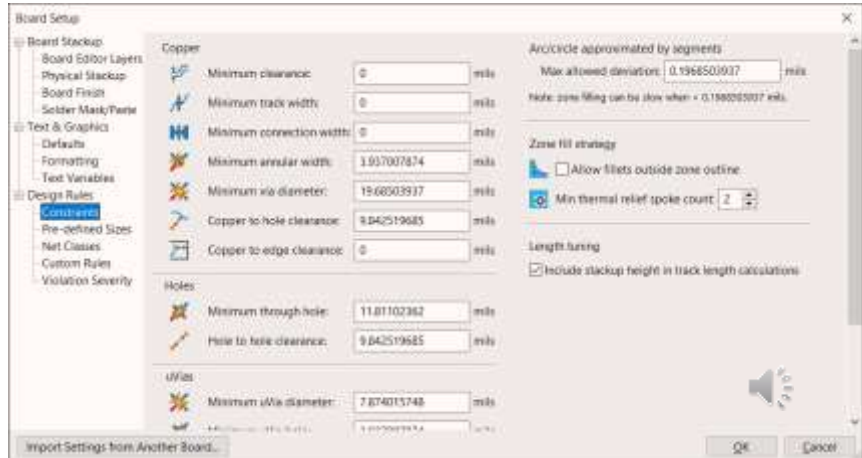 Board Setup
Board Stackup
Board Editor Layers
Physical Stackup
Board Finish
Solder Mask/Paste
Text & Graphics
Defaults
Formatting
Text Variables
Design Rules
Constraints
Pre-defined Sizes
Net Classes
Custom Rules
Violation Severity
Copper
Minimum clearance: 0 mils
Minimum track width: 0 mils
Minimum connection width: 0 mils
Minimum annular width: 3.937007874 mils
Minimum via diameter: 19.68503937 mils
Copper to hole clearance: 9.842519685 mils
Copper to edge clearance: 0 mils
Holes
Minimum through hole: 11.81102362 mils
Hole to hole clearance: 9.842519685 mils
uVias
Minimum uVia diameter: 7.874015748 mils
Arc/circle approximated by segments
Max allowed deviation: 0.1968503937 mils
Note: zone filling can be slow when < 0.1968503937 mils.
Zone fill strategy
Allow fillets outside zone outline
Min thermal relief spoke count: 2
Length tuning
Include stackup height in track length calculations
Import Settings from Another Board...
OK
Cancel